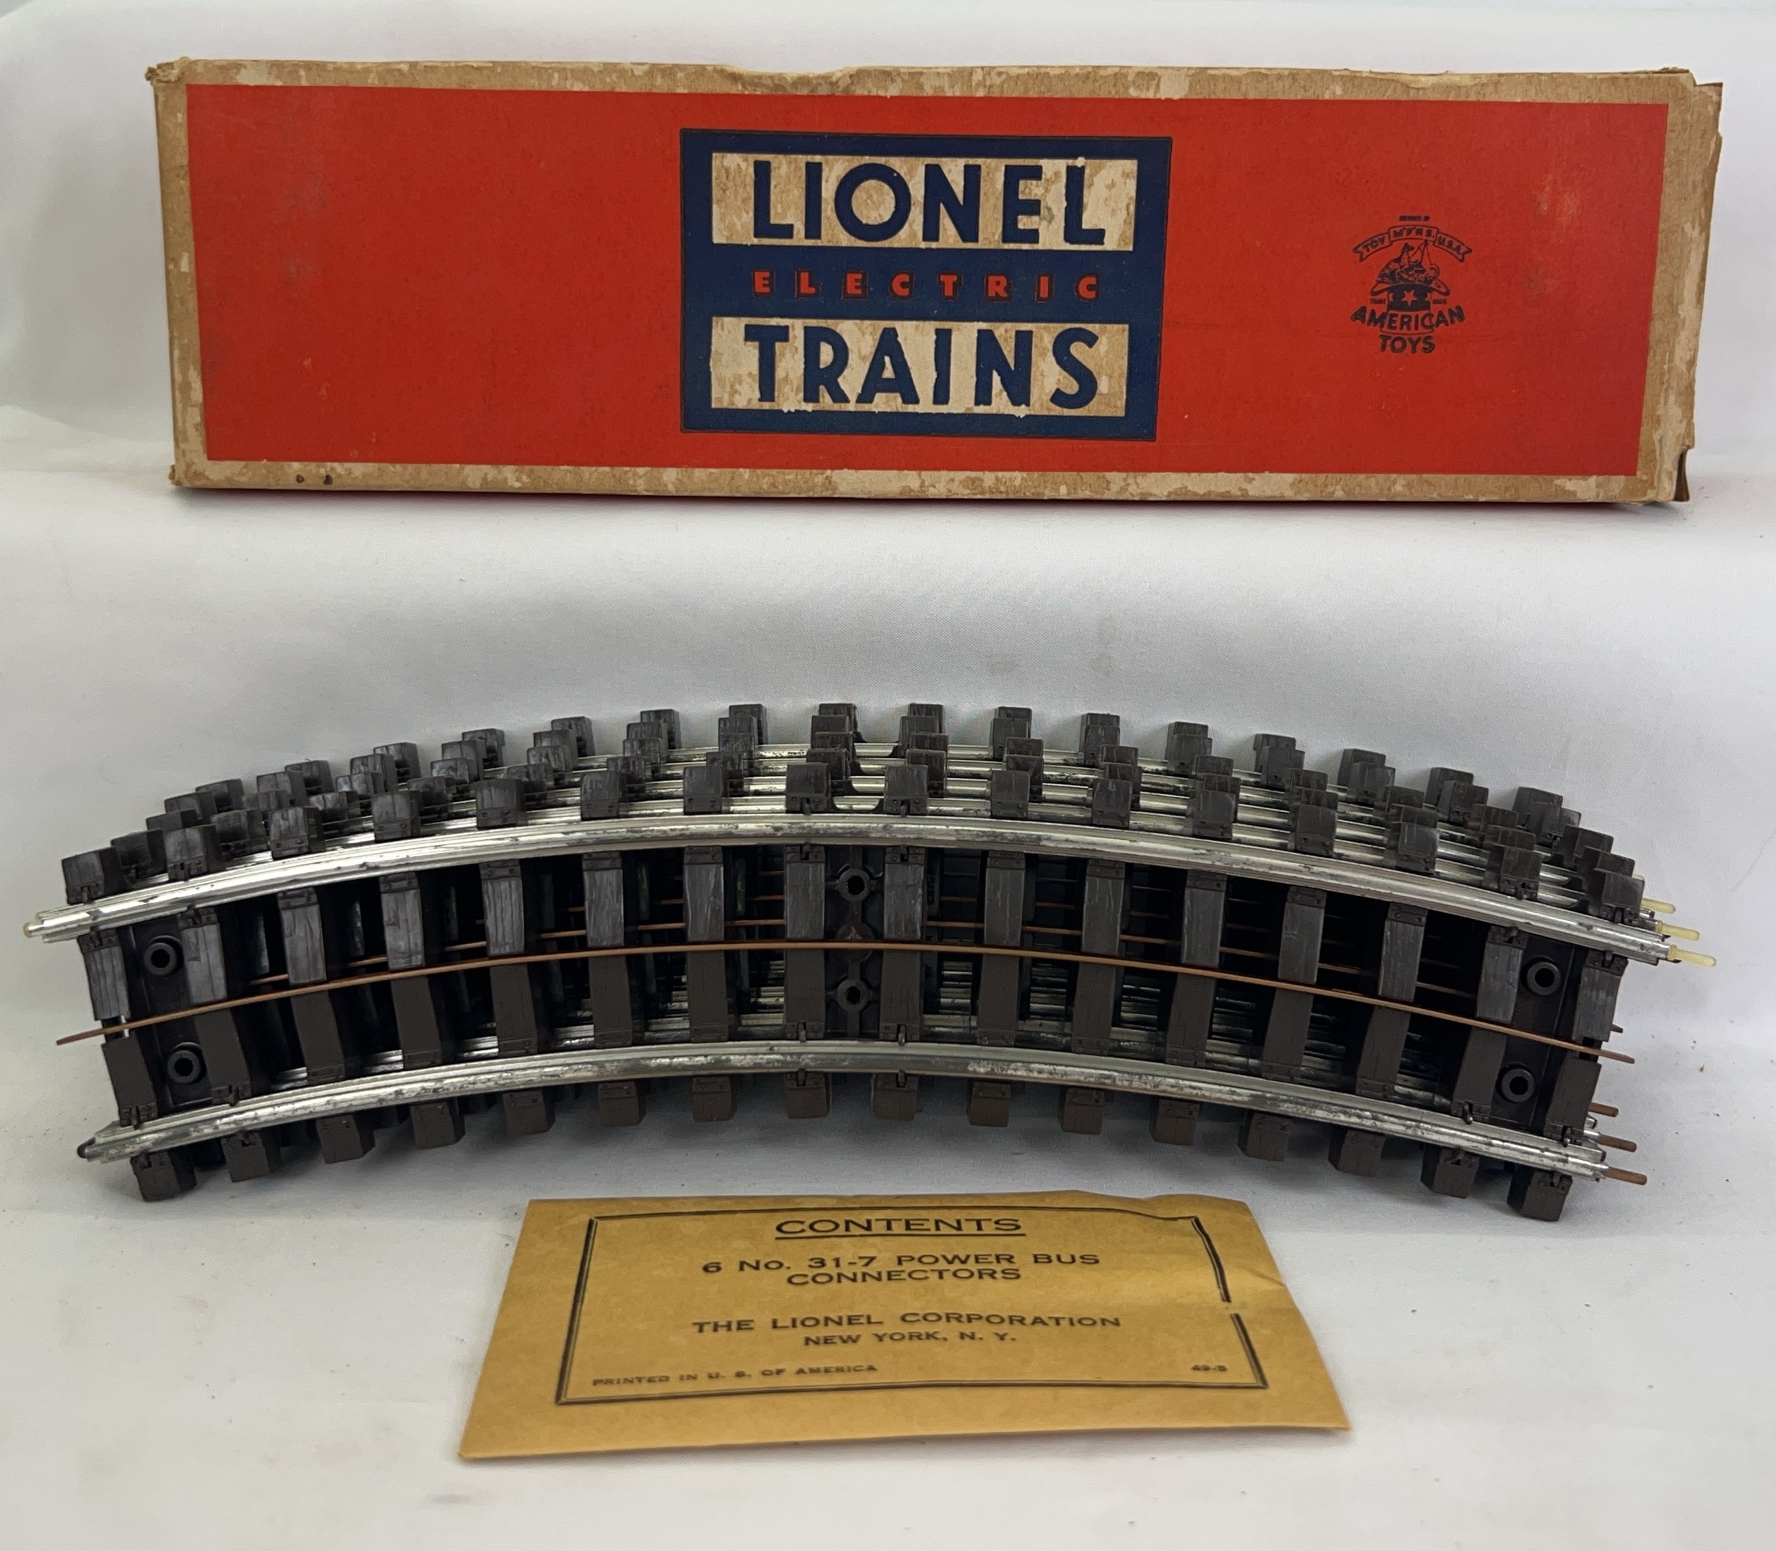 LIONEL
ELECTRIC
TRAINS
TOY M'F'R'S. U.S.A.
AMERICAN
TOYS
CONTENTS
6 No. 31-7 POWER BUS
CONNECTORS
THE LIONEL CORPORATION
NEW YORK, N. Y.
PRINTED IN U. S. OF AMERICA